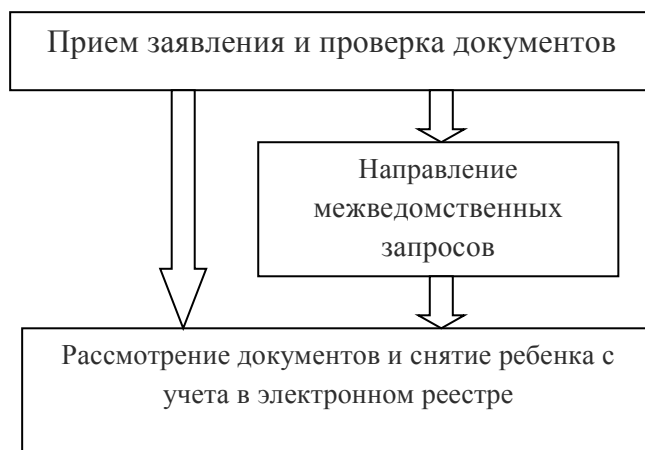 Прием заявления и проверка документов
Направление
межведомственных
запросов
Рассмотрение документов и снятие ребенка с
учета в электронном реестре